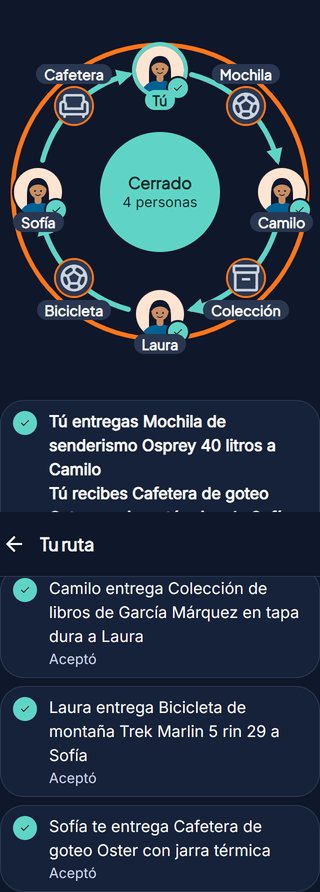 Cafetera
Mochila
Tú
Cerrado
4 personas
Sofía
Camilo
Bicicleta
Colección
Laura
Tú entregas Mochila de
senderismo Osprey 40 litros a
Camilo
Tú recibes Cafetera de goteo
Tu ruta
Camilo entrega Colección de
libros de García Márquez en tapa
dura a Laura
Aceptó
Laura entrega Bicicleta de
montaña Trek Marlin 5 rin 29 a
Sofía
Aceptó
Sofía te entrega Cafetera de
goteo Oster con jarra térmica
Aceptó